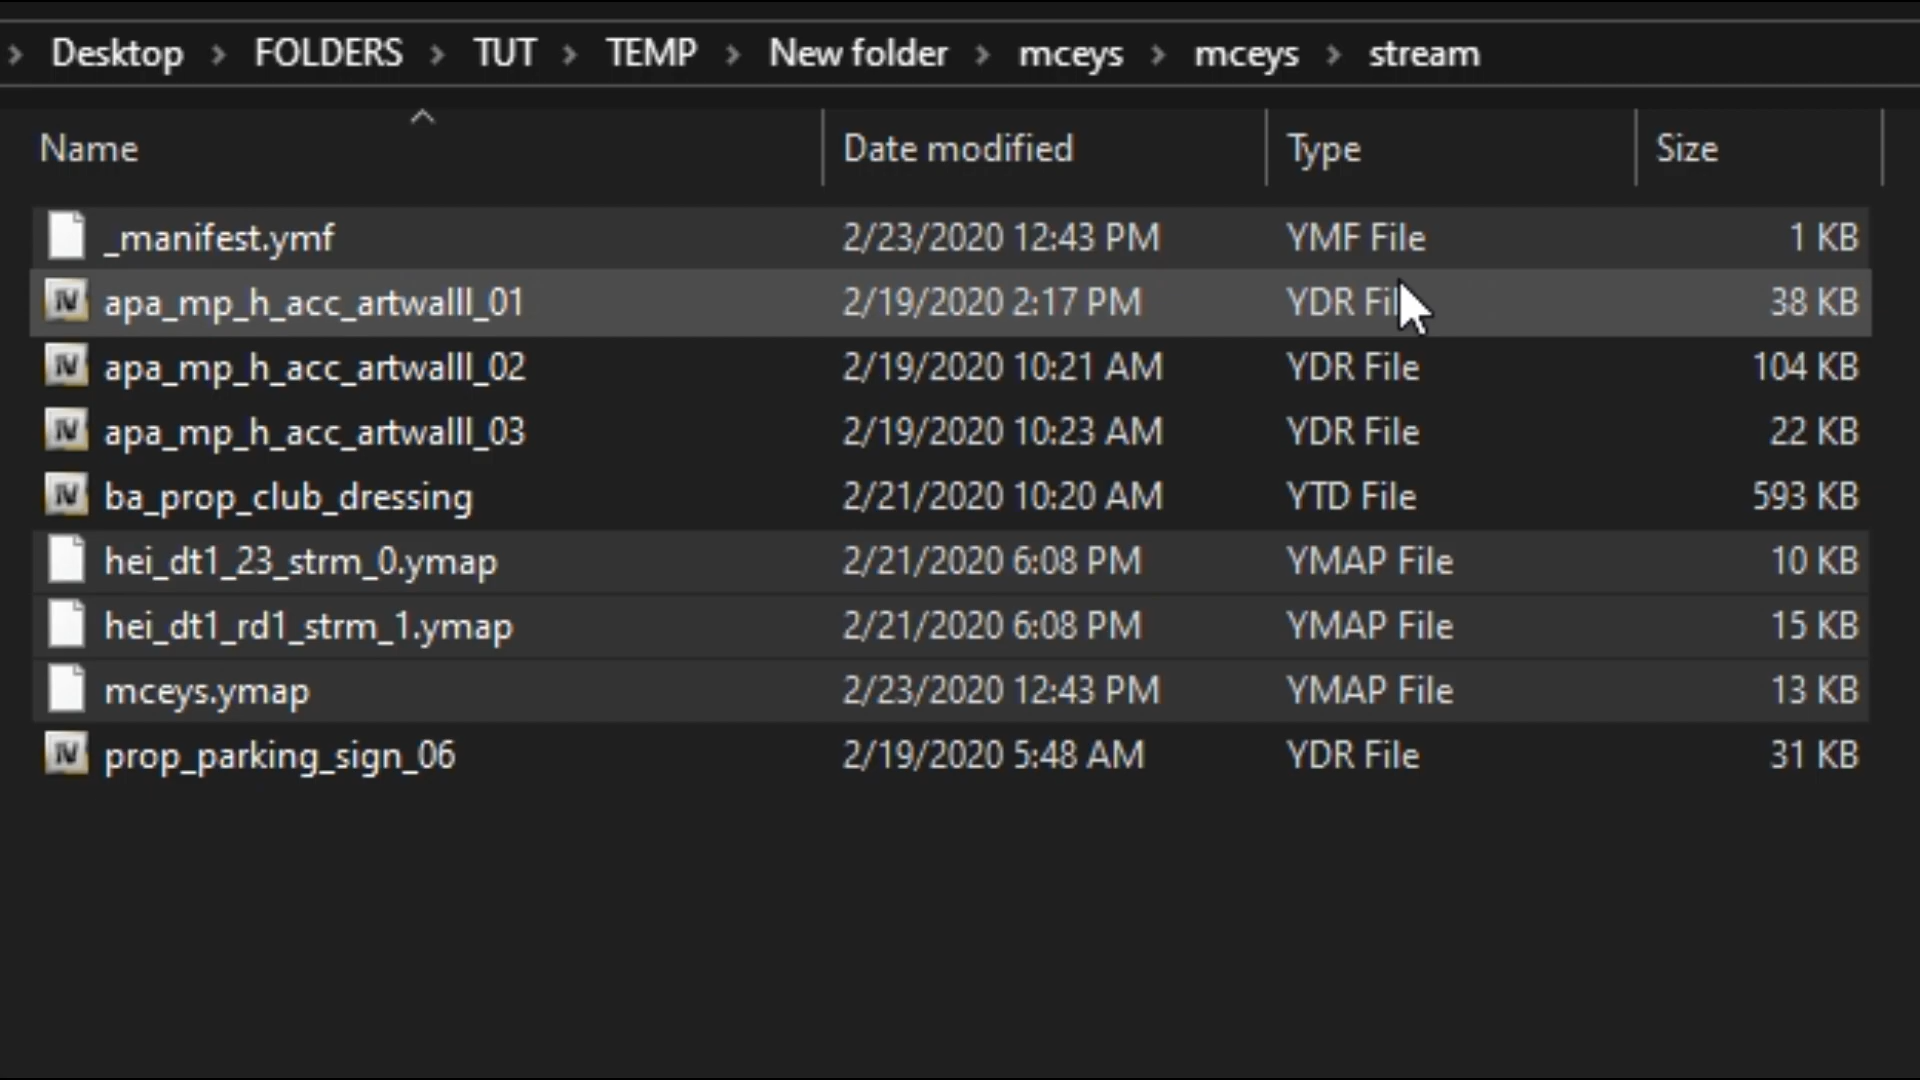 Desktop > FOLDERS > TUT > TEMP > New folder > mceys > mceys > stream
Name Date modified Type Size
_manifest.ymf 2/23/2020 12:43 PM YMF File 1 KB
apa_mp_h_acc_artwalll_01 2/19/2020 2:17 PM YDR Fil 38 KB
apa_mp_h_acc_artwalll_02 2/19/2020 10:21 AM YDR File 104 KB
apa_mp_h_acc_artwalll_03 2/19/2020 10:23 AM YDR File 22 KB
ba_prop_club_dressing 2/21/2020 10:20 AM YTD File 593 KB
hei_dt1_23_strm_0.ymap 2/21/2020 6:08 PM YMAP File 10 KB
hei_dt1_rd1_strm_1.ymap 2/21/2020 6:08 PM YMAP File 15 KB
mceys.ymap 2/23/2020 12:43 PM YMAP File 13 KB
prop_parking_sign_06 2/19/2020 5:48 AM YDR File 31 KB